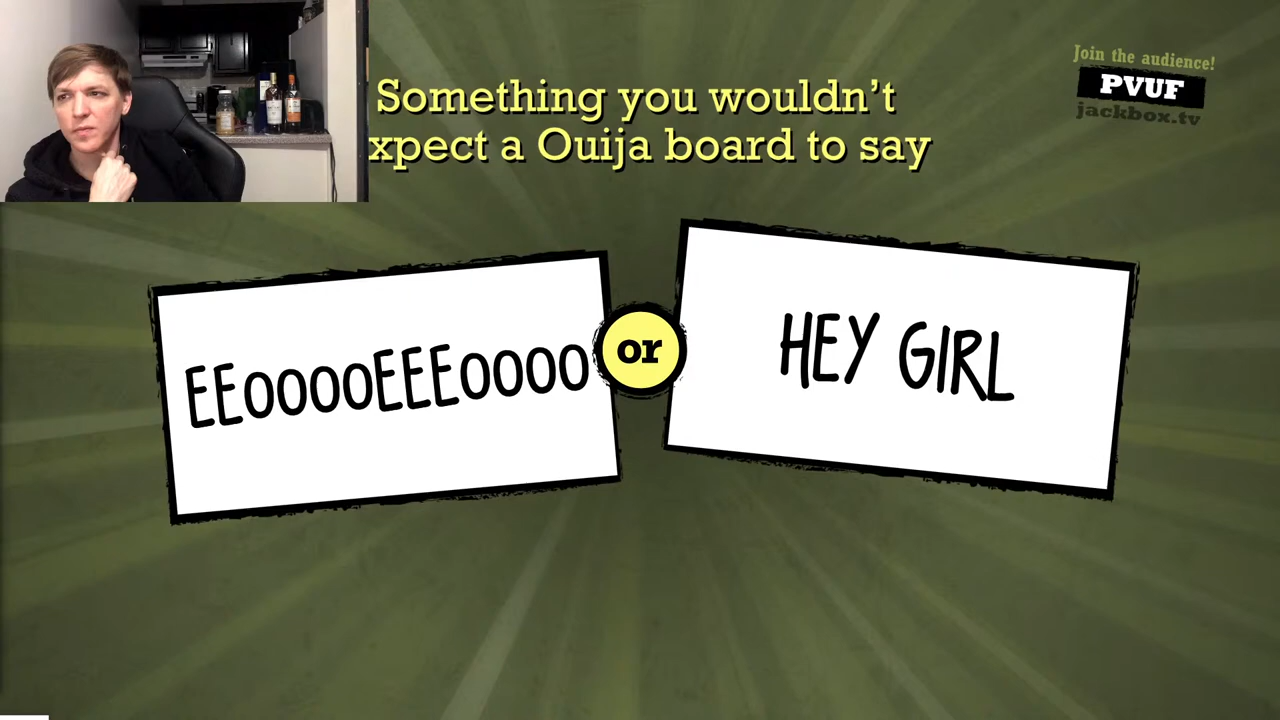 Something you wouldn't
xpect a Ouija board to say
Join the audience!
PVUF
jackbox.tv
EEooooEEEoooo
or
HEY GIRL